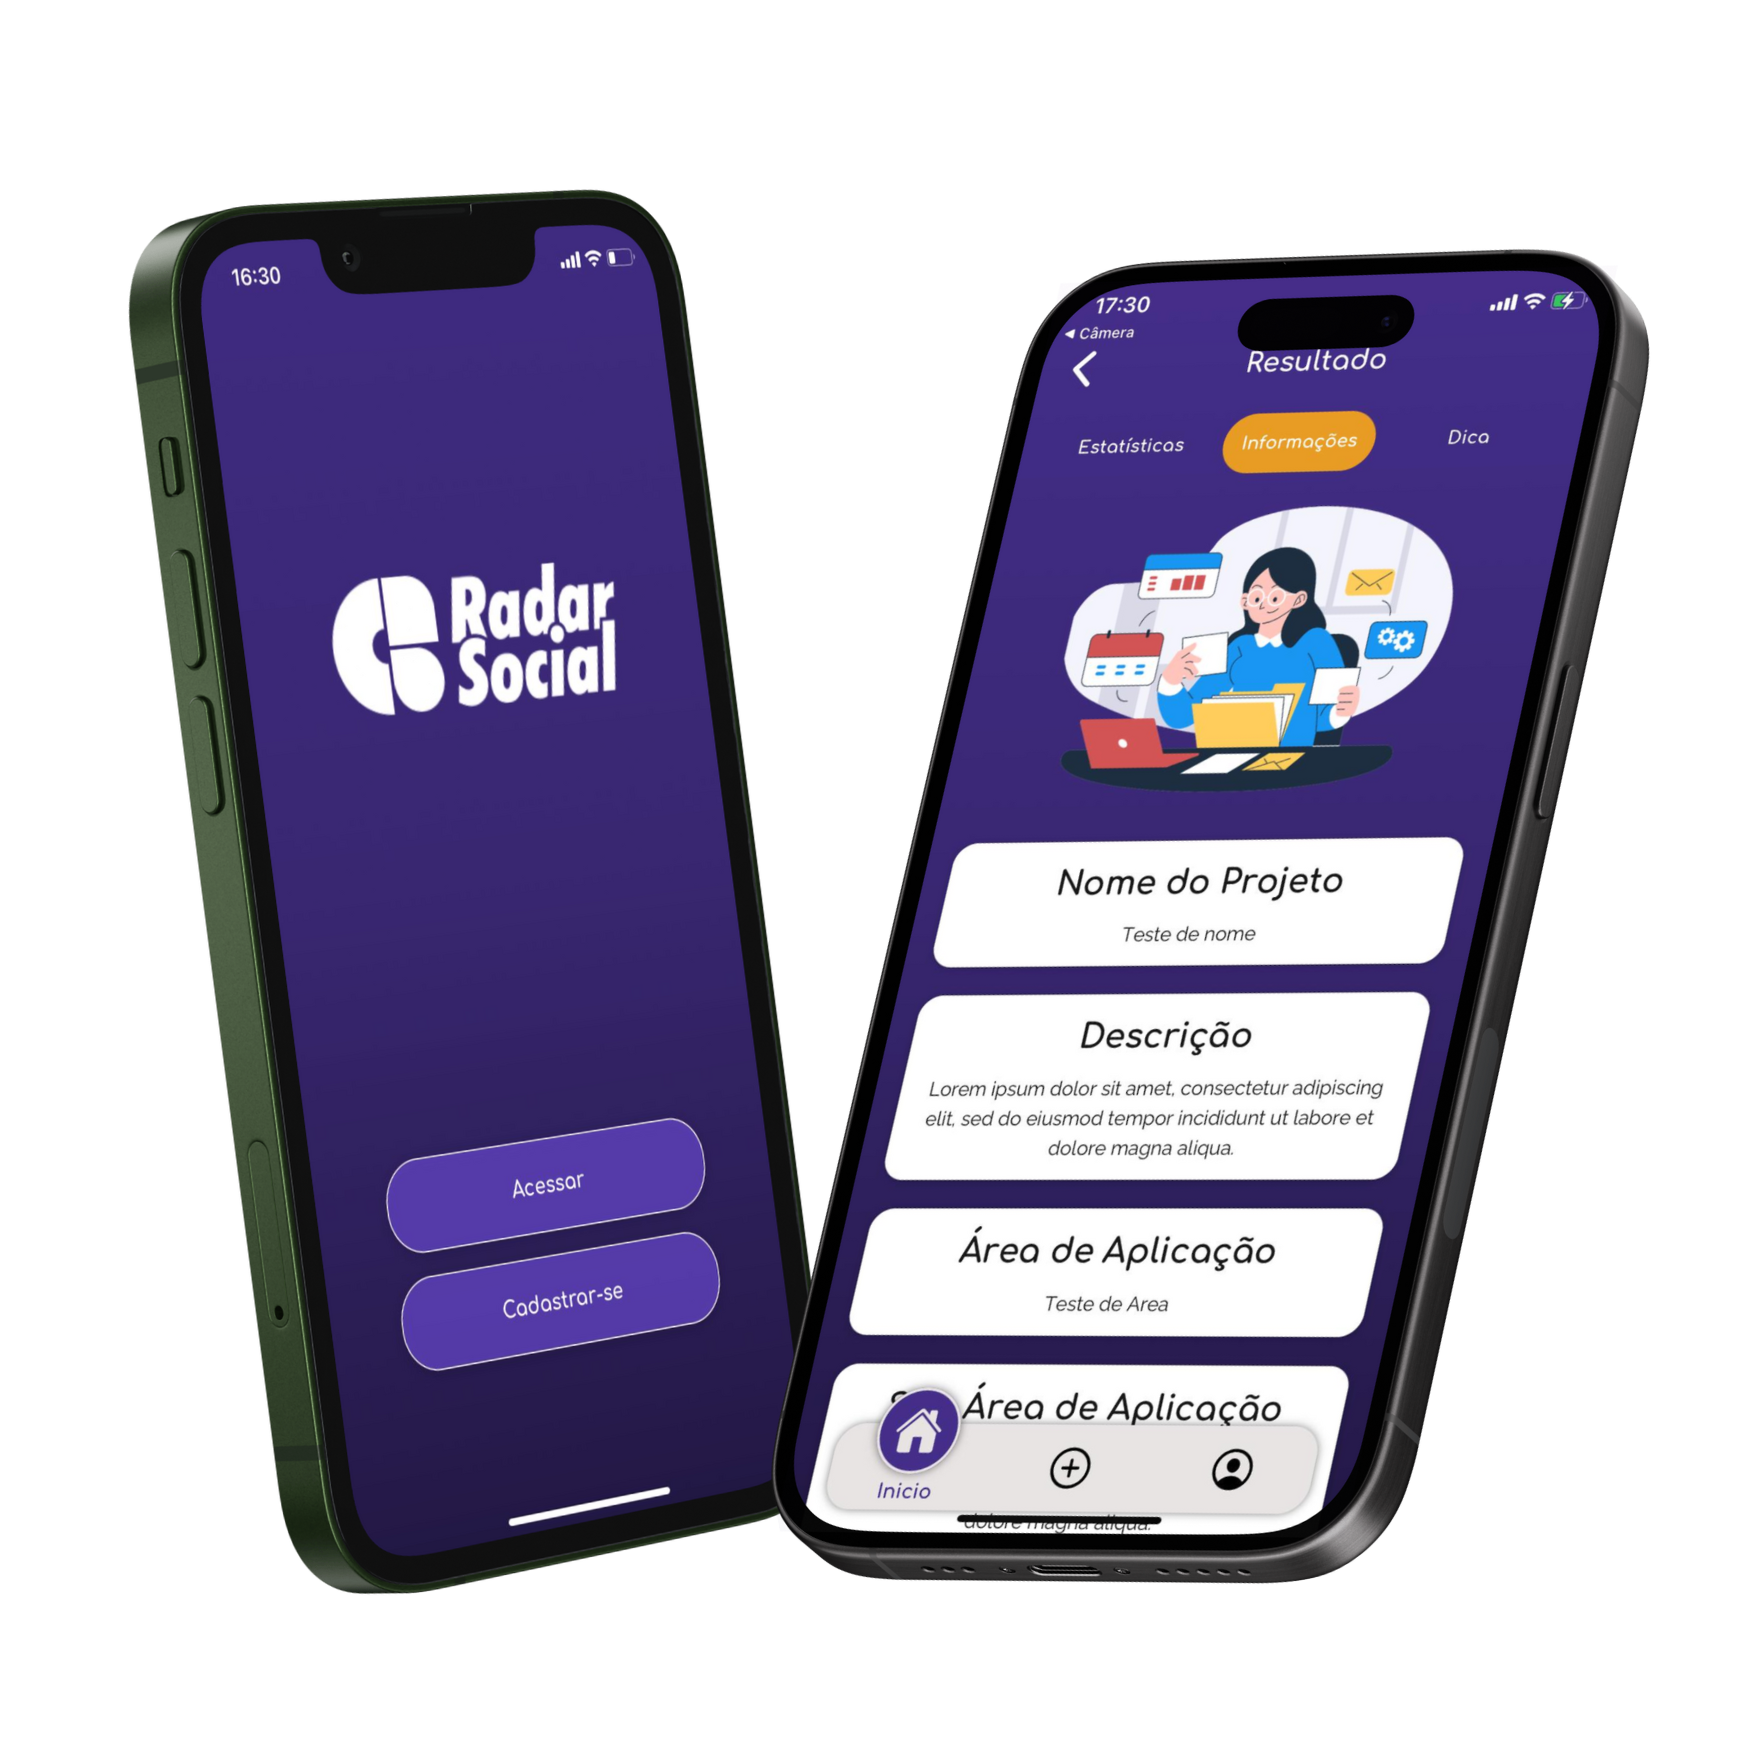 16:30
Radar
Social
Acessar
Cadastrar-se
17:30
◀ Câmera
Resultado
Estatísticas
Informações
Dica
Nome do Projeto
Teste de nome
Descrição
Lorem ipsum dolor sit amet, consectetur adipiscing
elit, sed do eiusmod tempor incididunt ut labore et
dolore magna aliqua.
Área de Aplicação
Teste de Area
Área de Aplicação
Inicio
dolore magna aliqua.